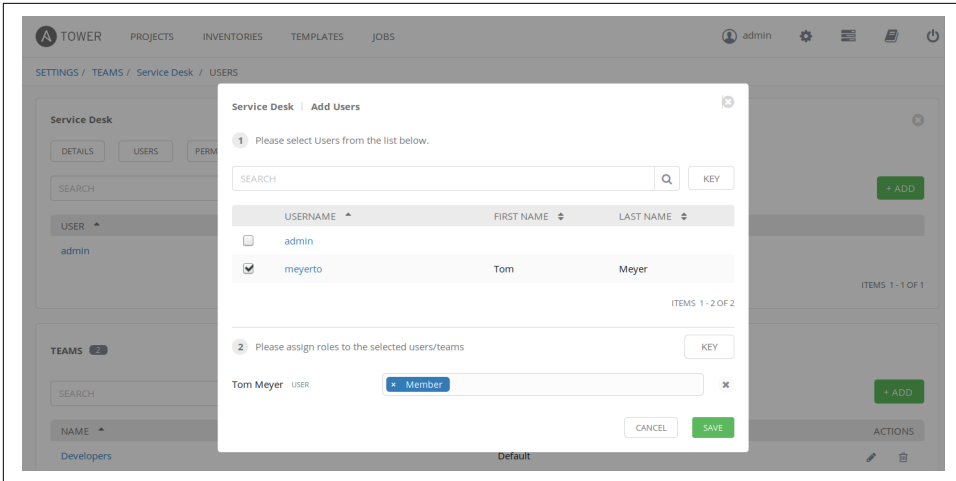 A TOWER PROJECTS INVENTORIES TEMPLATES JOBS admin
SETTINGS / TEAMS / Service Desk / USERS
Service Desk
DETAILS USERS PERM
SEARCH + ADD
USER
admin
ITEMS 1 - 1 OF 1
TEAMS 2
SEARCH + ADD
NAME ACTIONS
Developers Default
Service Desk | Add Users
1 Please select Users from the list below.
SEARCH KEY
USERNAME FIRST NAME LAST NAME
admin
meyerto Tom Meyer
ITEMS 1 - 2 OF 2
2 Please assign roles to the selected users/teams KEY
Tom Meyer USER × Member
CANCEL SAVE